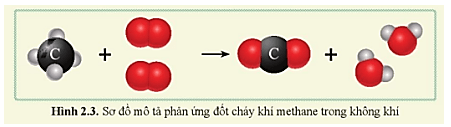 C + → C +
Hình 2.3. Sơ đồ mô tả phản ứng đốt cháy khí methane trong không khí